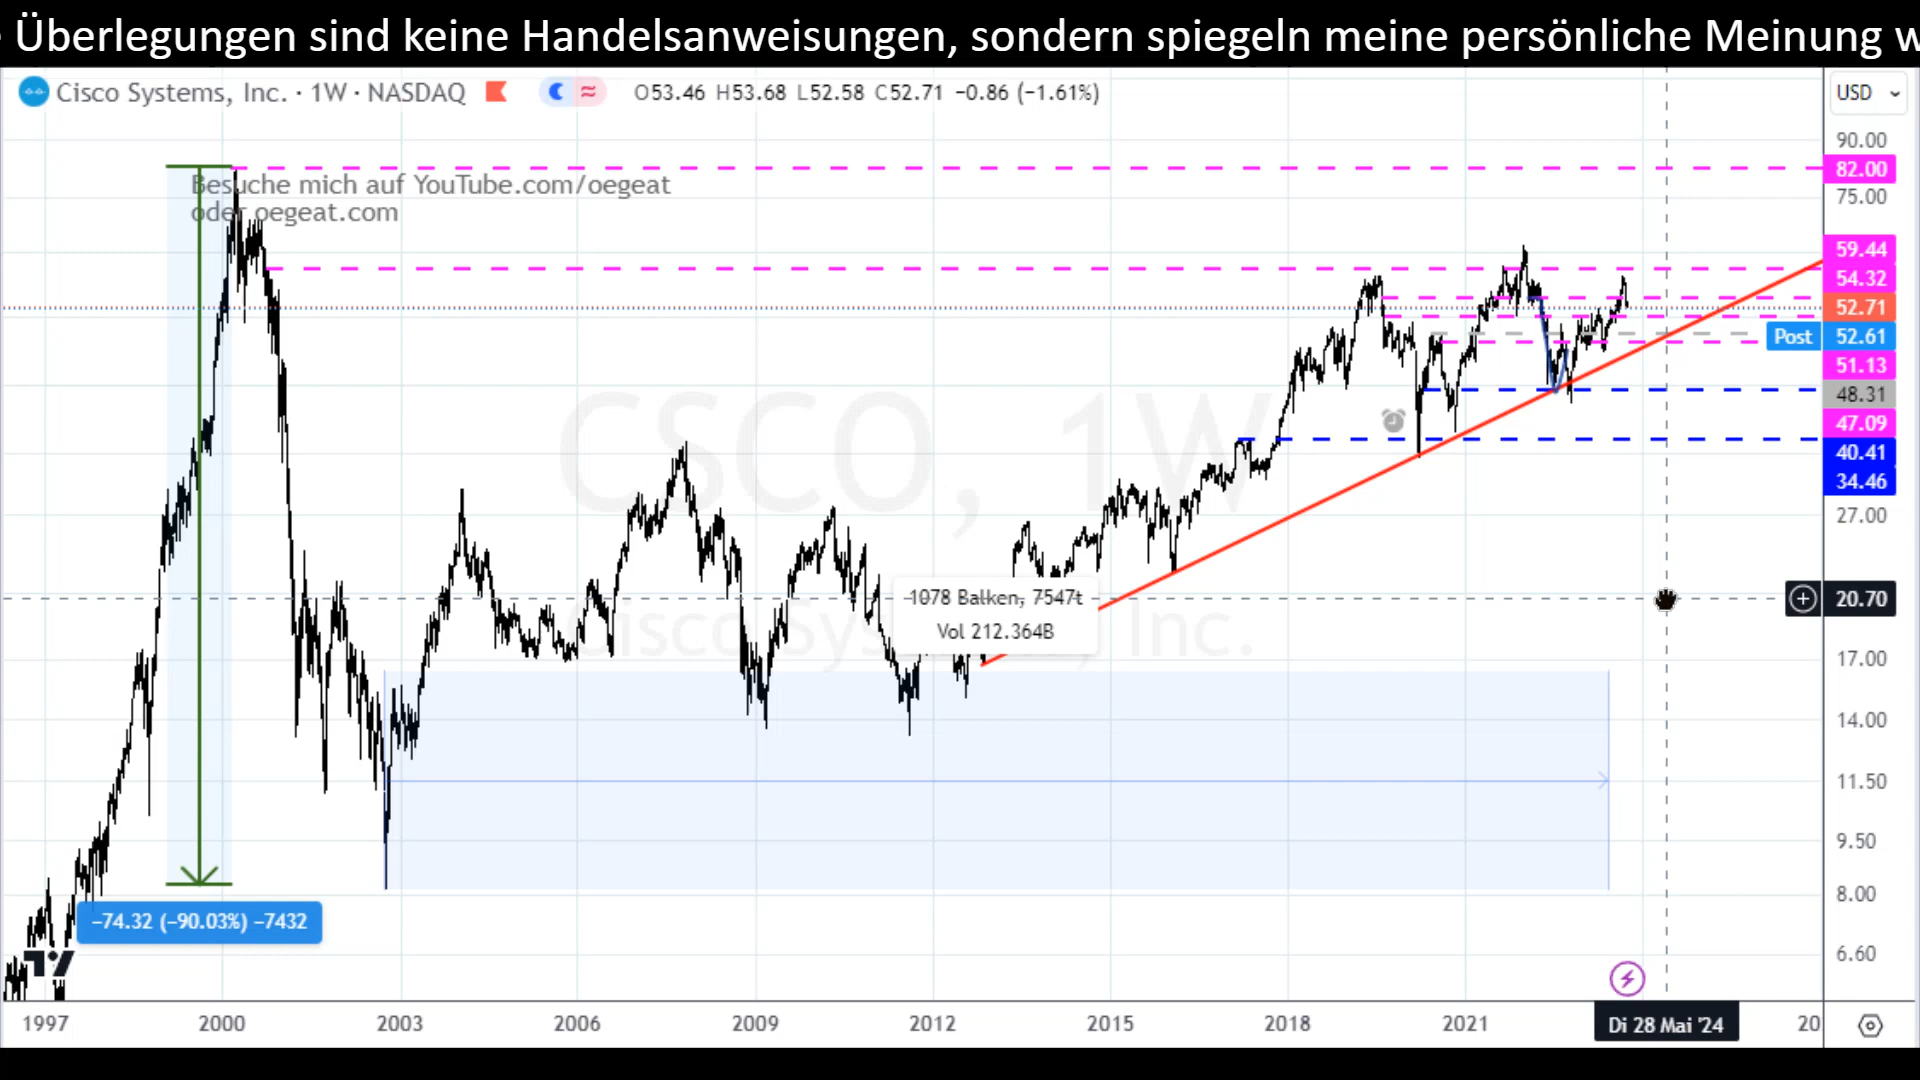 Überlegungen sind keine Handelsanweisungen, sondern spiegeln meine persönliche Meinung w
Cisco Systems, Inc. · 1W · NASDAQ O53.46 H53.68 L52.58 C52.71 −0.86 (−1.61%)
USD
90.00
82.00
Besuche mich auf YouTube.com/oegeat
oder oegeat.com
75.00
59.44
54.32
52.71
Post 52.61
51.13
48.31
47.09
40.41
34.46
CSCO, 1W
27.00
1078 Balken, 7547t
20.70
Vol 212.364B
Cisco Systems, Inc.
17.00
14.00
11.50
9.50
8.00
−74.32 (−90.03%) −7432
6.60
1997 2000 2003 2006 2009 2012 2015 2018 2021 Di 28 Mai '24 20